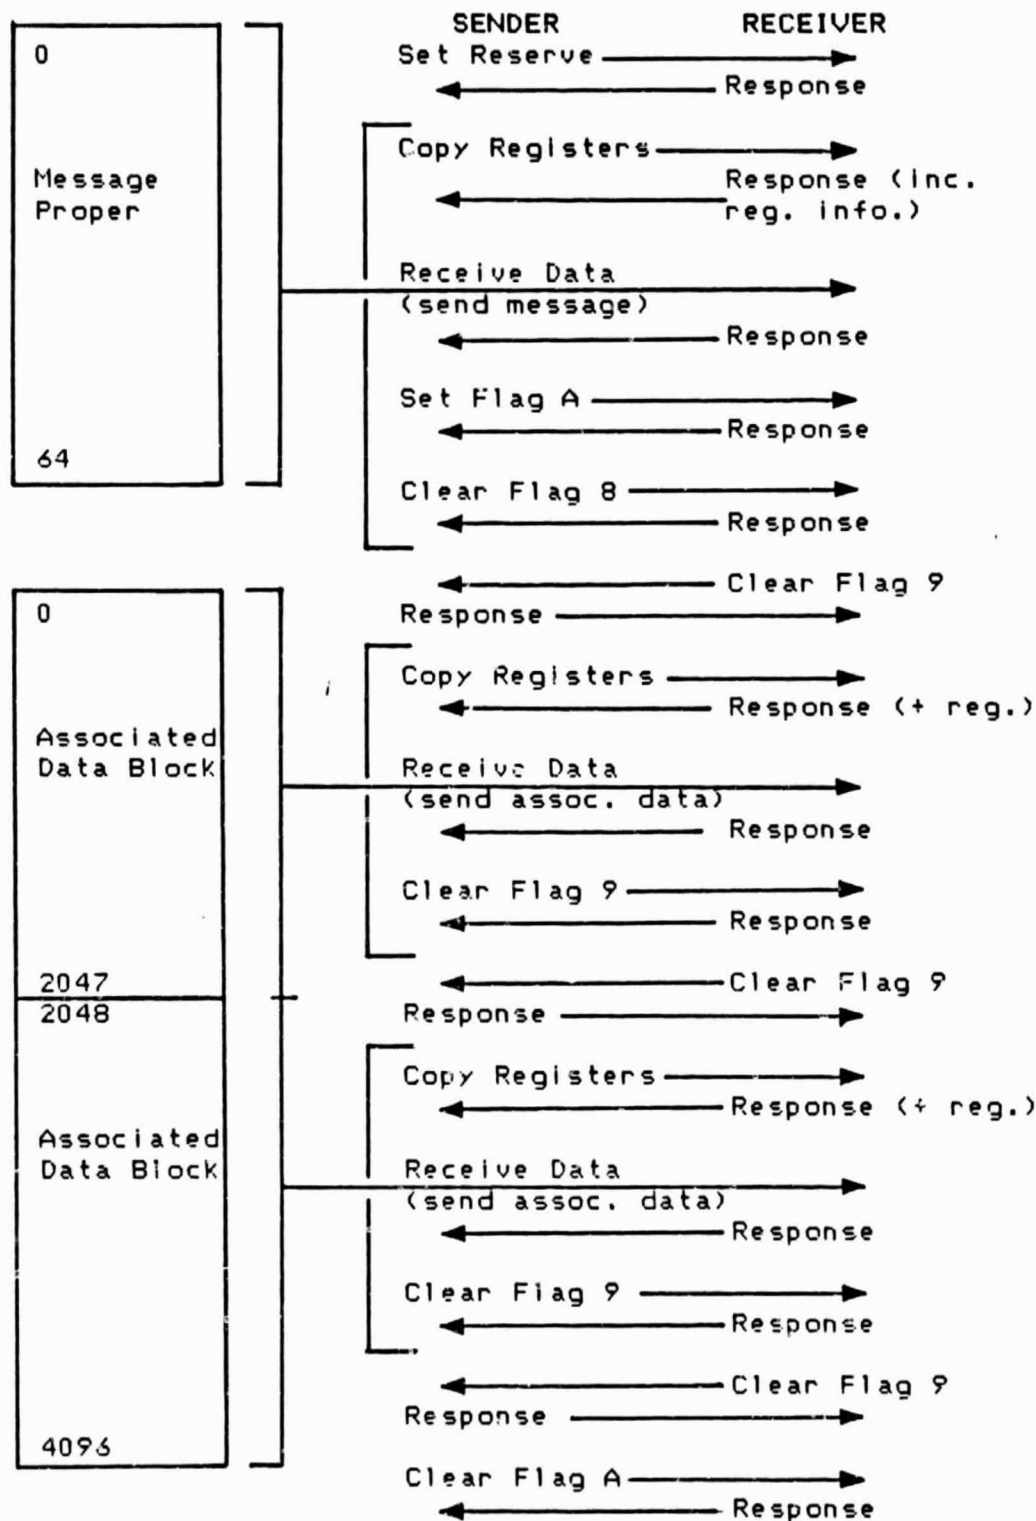 SENDER RECEIVER
0
Set Reserve
Response
Message
Proper
Copy Registers
Response (inc.
reg. info.)
Receive Data
(send message)
Response
Set Flag A
Response
64
Clear Flag 8
Response
Clear Flag 9
0
Response
Copy Registers
Response (+ reg.)
Associated
Data Block
Receive Data
(send assoc. data)
Response
Clear Flag 9
Response
2047
Clear Flag 9
2048
Response
Copy Registers
Response (+ reg.)
Associated
Data Block
Receive Data
(send assoc. data)
Response
Clear Flag 9
Response
Clear Flag 9
Response
4096
Clear Flag A
Response